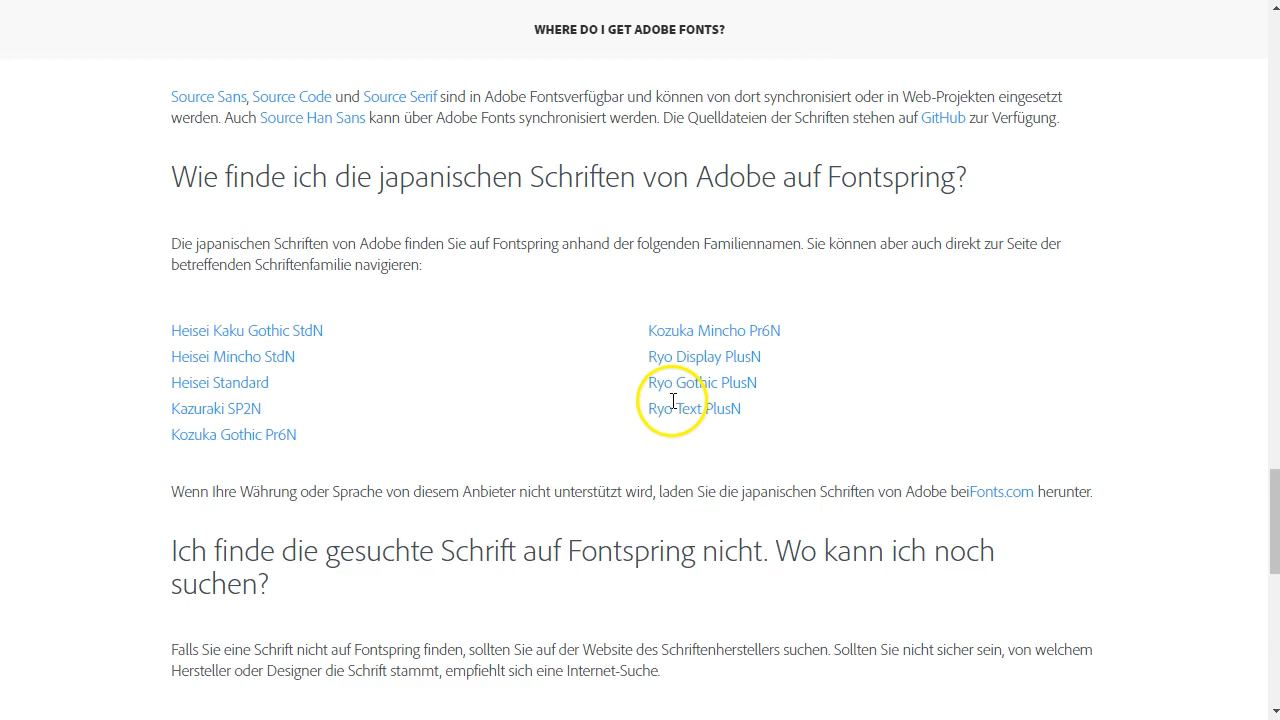 WHERE DO I GET ADOBE FONTS?
Source Sans, Source Code und Source Serif sind in Adobe Fontsverfügbar und können von dort synchronisiert oder in Web-Projekten eingesetzt
werden. Auch Source Han Sans kann über Adobe Fonts synchronisiert werden. Die Quelldateien der Schriften stehen auf GitHub zur Verfügung.
Wie finde ich die japanischen Schriften von Adobe auf Fontspring?
Die japanischen Schriften von Adobe finden Sie auf Fontspring anhand der folgenden Familiennamen. Sie können aber auch direkt zur Seite der
betreffenden Schriftenfamilie navigieren:
Heisei Kaku Gothic StdN
Heisei Mincho StdN
Heisei Standard
Kazuraki SP2N
Kozuka Gothic Pr6N
Kozuka Mincho Pr6N
Ryo Display PlusN
Ryo Gothic PlusN
Ryo Text PlusN
Wenn Ihre Währung oder Sprache von diesem Anbieter nicht unterstützt wird, laden Sie die japanischen Schriften von Adobe beiFonts.com herunter.
Ich finde die gesuchte Schrift auf Fontspring nicht. Wo kann ich noch
suchen?
Falls Sie eine Schrift nicht auf Fontspring finden, sollten Sie auf der Website des Schriftenherstellers suchen. Sollten Sie nicht sicher sein, von welchem
Hersteller oder Designer die Schrift stammt, empfiehlt sich eine Internet-Suche.